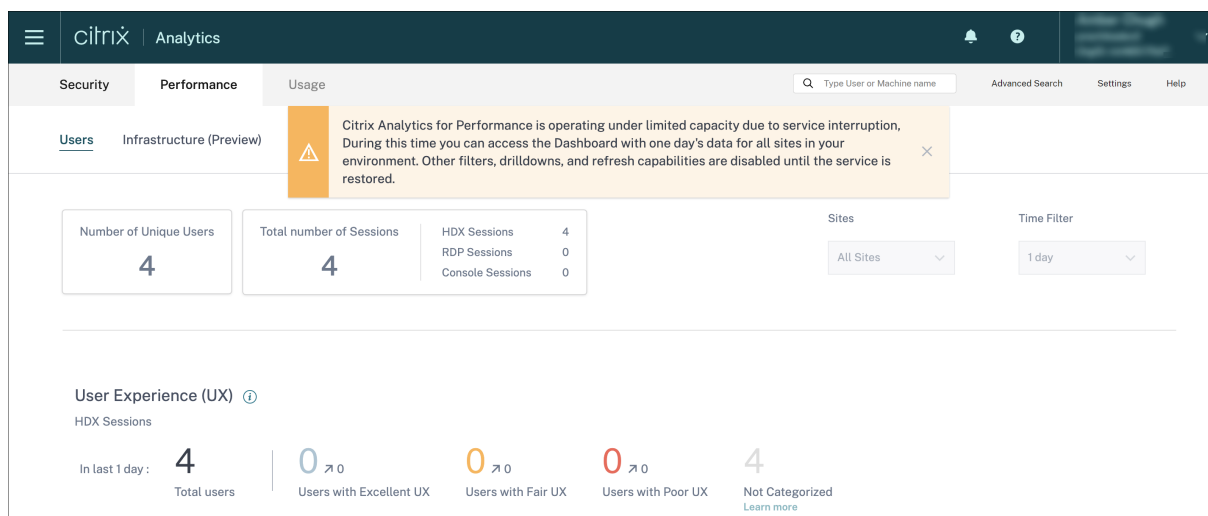 citrix Analytics
Security Performance Usage Type User or Machine name Advanced Search Settings Help
Users Infrastructure (Preview)
Citrix Analytics for Performance is operating under limited capacity due to service interruption,
During this time you can access the Dashboard with one day's data for all sites in your
environment. Other filters, drilldowns, and refresh capabilities are disabled until the service is
restored.
Number of Unique Users
4
Total number of Sessions
4
HDX Sessions 4
RDP Sessions 0
Console Sessions 0
Sites
All Sites
Time Filter
1 day
User Experience (UX)
HDX Sessions
In last 1 day :
4
Total users
0 0
Users with Excellent UX
0 0
Users with Fair UX
0 0
Users with Poor UX
4
Not Categorized
Learn more